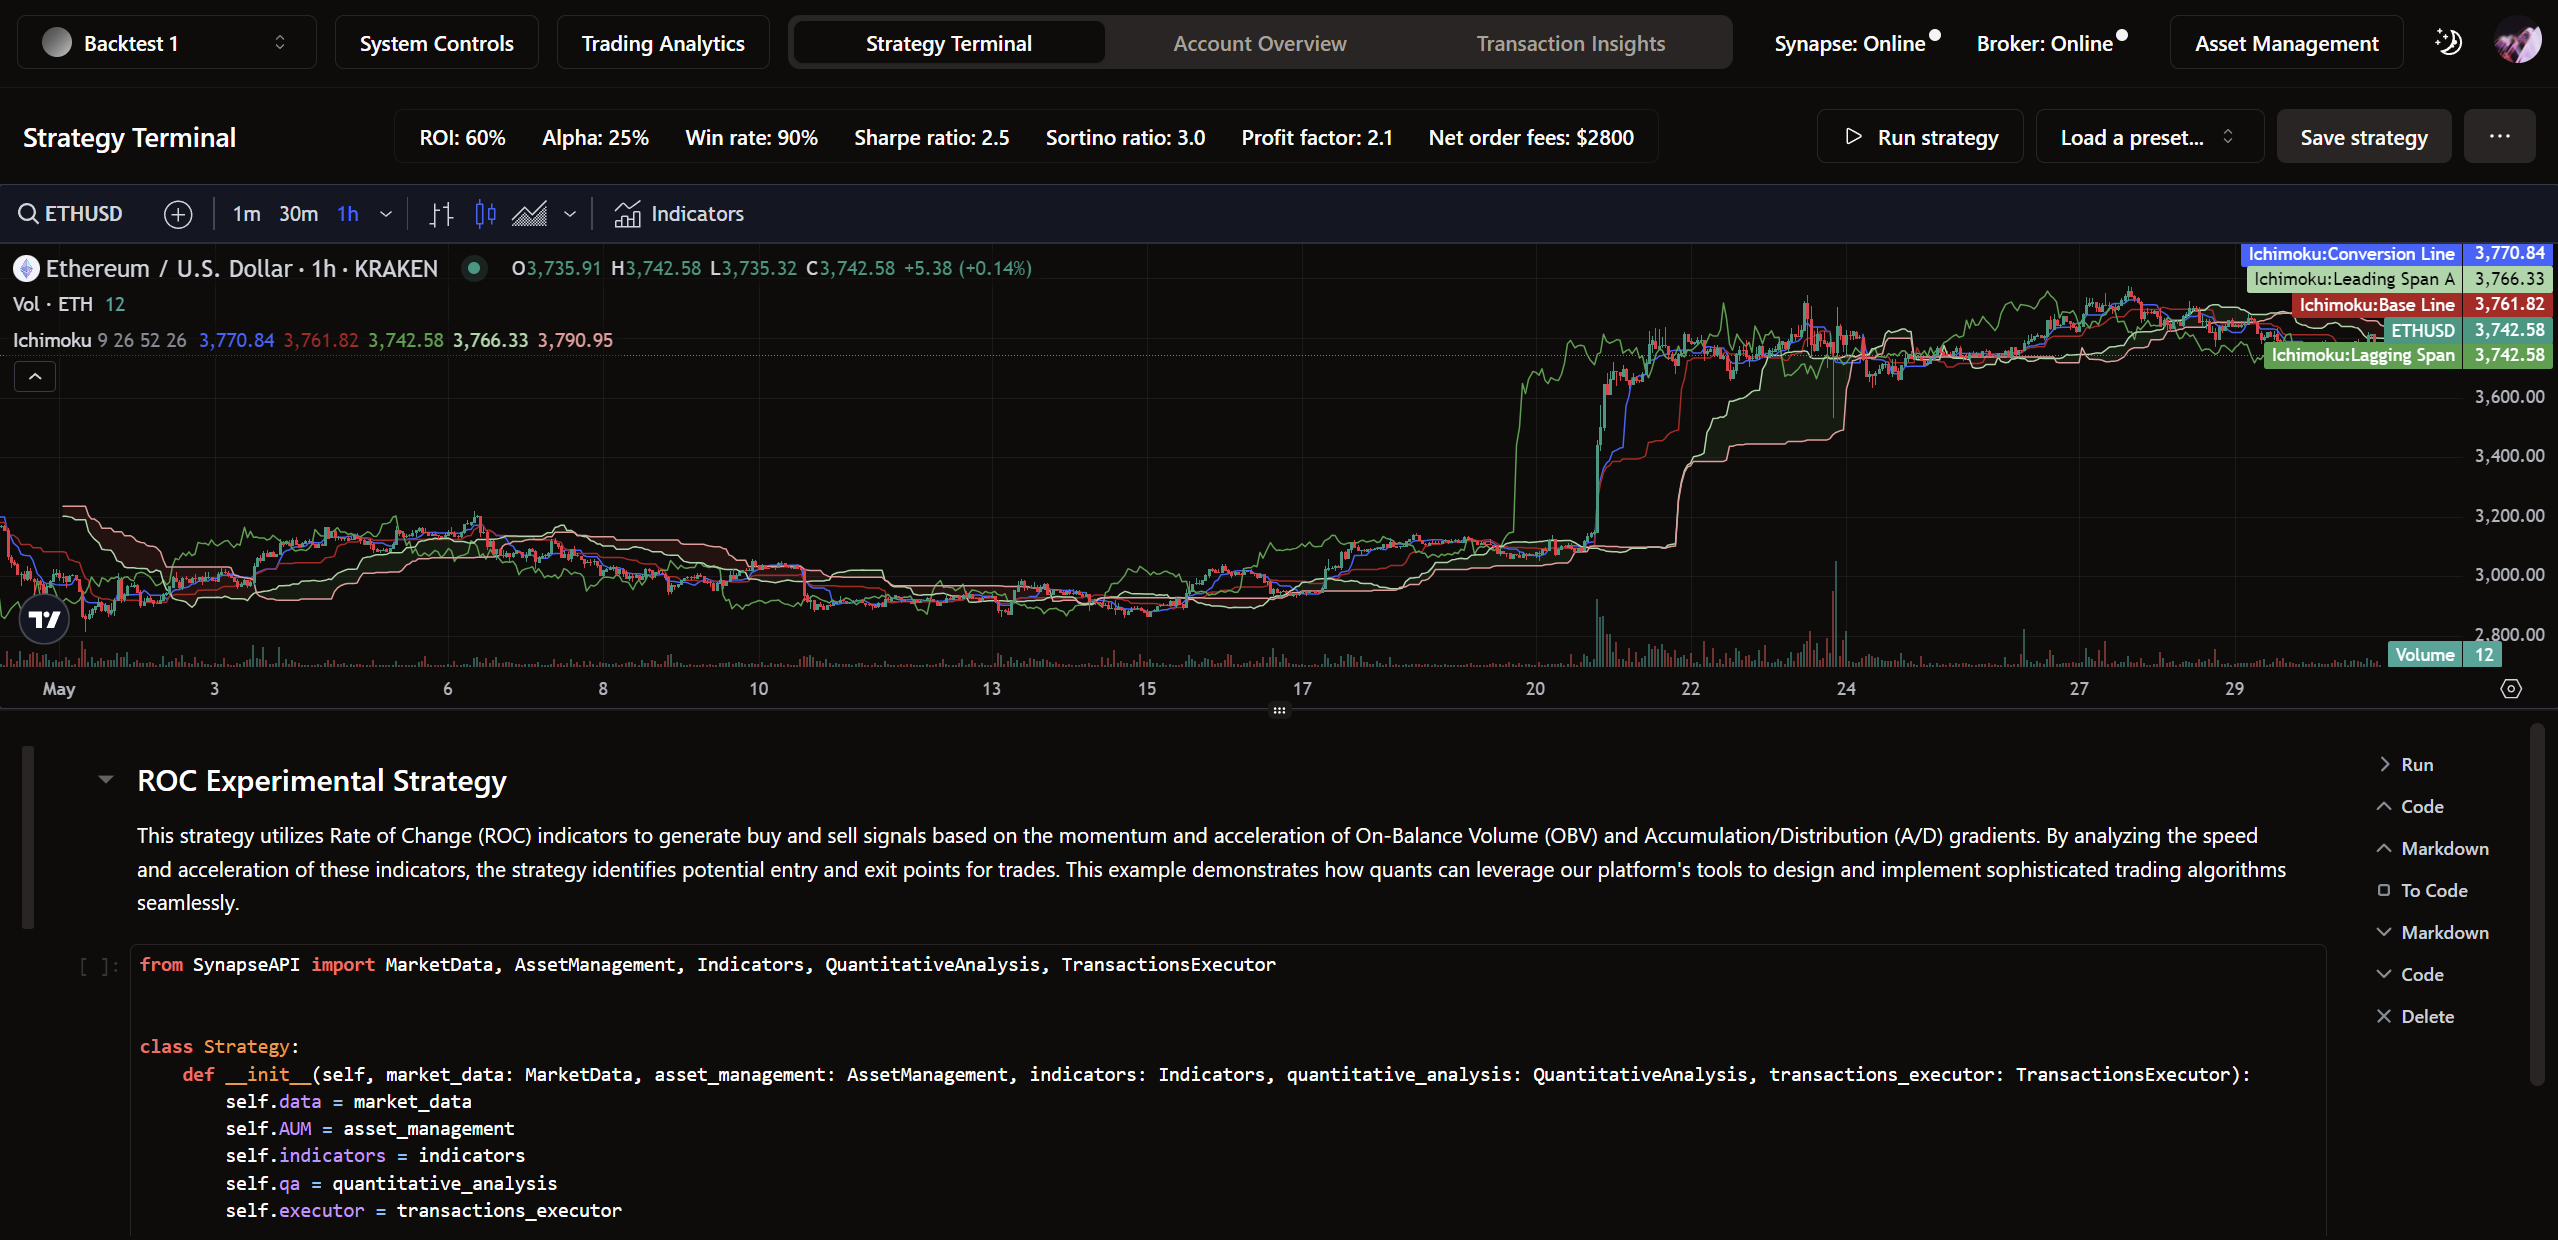 Backtest 1
System Controls
Trading Analytics
Strategy Terminal
Account Overview
Transaction Insights
Synapse: Online
Broker: Online
Asset Management
Strategy Terminal
ROI: 60% Alpha: 25% Win rate: 90% Sharpe ratio: 2.5 Sortino ratio: 3.0 Profit factor: 2.1 Net order fees: $2800
Run strategy
Load a preset...
Save strategy
...
ETHUSD 1m 30m 1h Indicators
Ethereum / U.S. Dollar · 1h · KRAKEN O3,735.91 H3,742.58 L3,735.32 C3,742.58 +5.38 (+0.14%)
Vol · ETH 12
Ichimoku 9 26 52 26 3,770.84 3,761.82 3,742.58 3,766.33 3,790.95
Ichimoku:Conversion Line 3,770.84
Ichimoku:Leading Span A 3,766.33
Ichimoku:Base Line 3,761.82
ETHUSD 3,742.58
Ichimoku:Lagging Span 3,742.58
3,600.00
3,400.00
3,200.00
3,000.00
2,800.00
Volume 12
May 3 6 8 10 13 15 17 20 22 24 27 29
ROC Experimental Strategy
This strategy utilizes Rate of Change (ROC) indicators to generate buy and sell signals based on the momentum and acceleration of On-Balance Volume (OBV) and Accumulation/Distribution (A/D) gradients. By analyzing the speed
and acceleration of these indicators, the strategy identifies potential entry and exit points for trades. This example demonstrates how quants can leverage our platform's tools to design and implement sophisticated trading algorithms
seamlessly.
Run
Code
Markdown
To Code
Markdown
Code
Delete
[ ]:
from SynapseAPI import MarketData, AssetManagement, Indicators, QuantitativeAnalysis, TransactionsExecutor
class Strategy:
def __init__(self, market_data: MarketData, asset_management: AssetManagement, indicators: Indicators, quantitative_analysis: QuantitativeAnalysis, transactions_executor: TransactionsExecutor):
self.data = market_data
self.AUM = asset_management
self.indicators = indicators
self.qa = quantitative_analysis
self.executor = transactions_executor